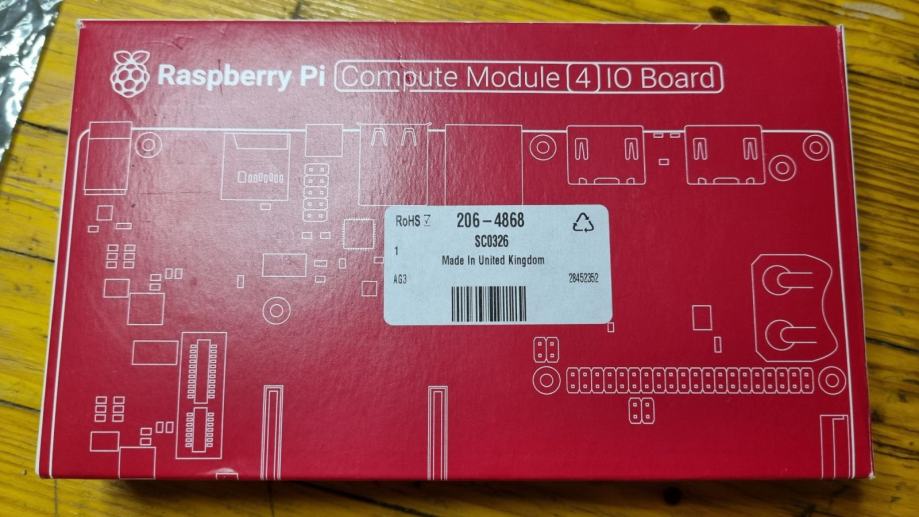 Raspberry Pi Compute Module 4 IO Board
RoHS 206-4868
SC0326
1
Made In United Kingdom
AG3 28452352